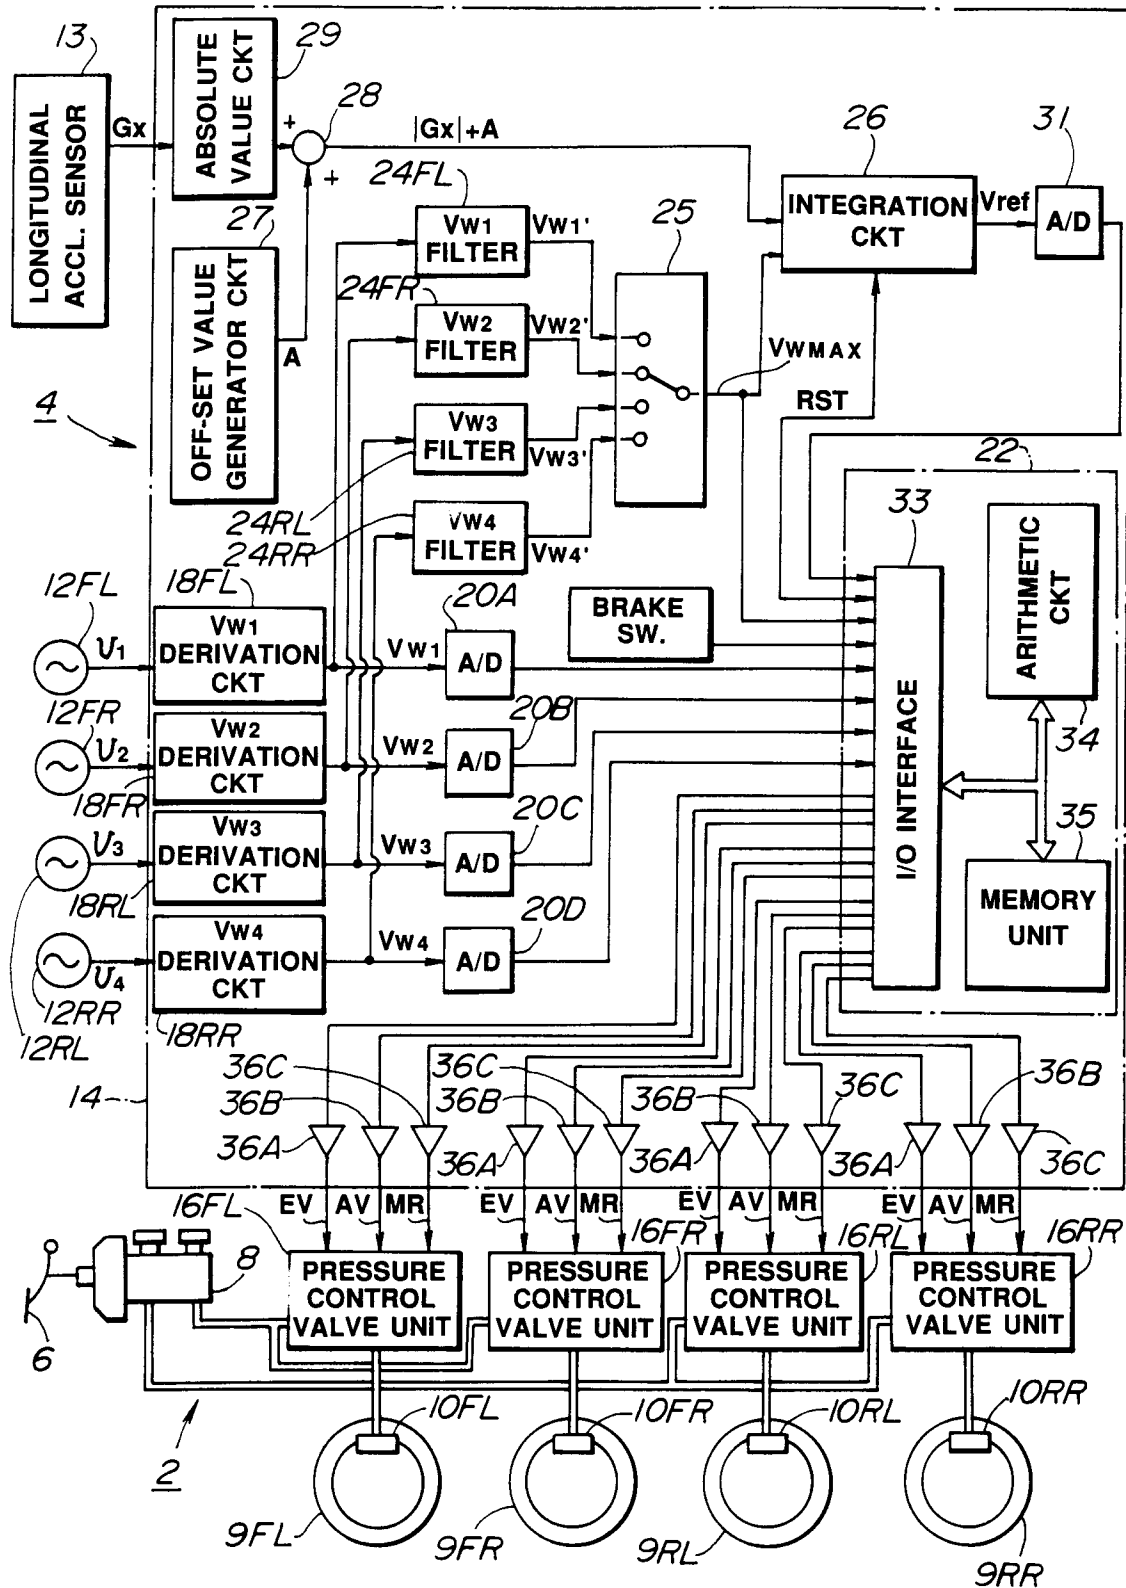 13
LONGITUDINAL
ACCL. SENSOR
Gx
29
ABSOLUTE
VALUE CKT
+
28
+
|Gx|+A
27
OFF-SET VALUE
GENERATOR CKT
A
4
24FL
VW1
FILTER
VW1'
24FR
VW2
FILTER
VW2'
VW3
FILTER
VW3'
24RL
VW4
FILTER
VW4'
24RR
25
VWMAX
26
INTEGRATION
CKT
Vref
31
A/D
RST
22
33
I/O INTERFACE
ARITHMETIC
CKT
34
35
MEMORY
UNIT
BRAKE
SW.
12FL
υ1
18FL
VW1
DERIVATION
CKT
VW1
20A
A/D
12FR
υ2
18FR
VW2
DERIVATION
CKT
VW2
20B
A/D
υ3
18RL
VW3
DERIVATION
CKT
VW3
20C
A/D
υ4
12RR
12RL
VW4
DERIVATION
CKT
18RR
VW4
20D
A/D
14
36C
36B
36A
36C
36B
36A
36C
36B
36A
36B
36A
36C
EV AV MR
EV AV MR
EV AV MR
EV AV MR
16FL
16FR
16RL
16RR
8
6
PRESSURE
CONTROL
VALVE UNIT
PRESSURE
CONTROL
VALVE UNIT
PRESSURE
CONTROL
VALVE UNIT
PRESSURE
CONTROL
VALVE UNIT
2
10FL
10FR
10RL
10RR
9FL
9FR
9RL
9RR